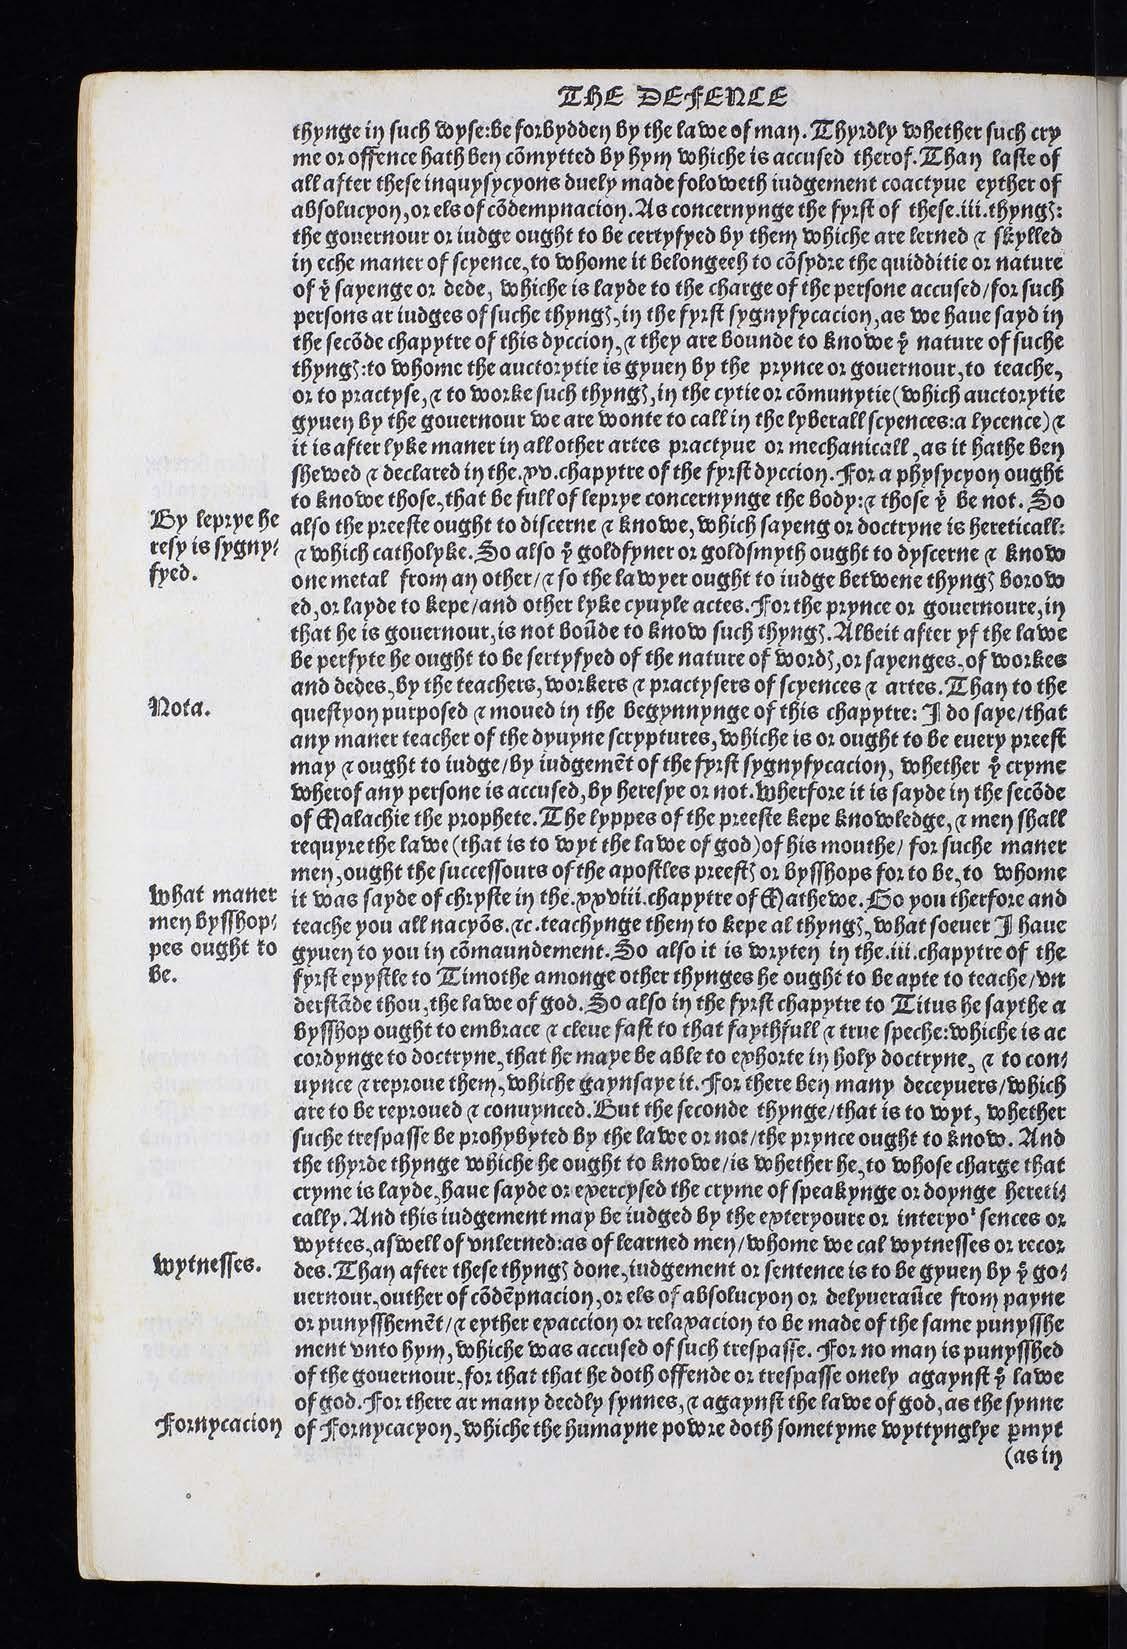 THE DEFENCE
thynge in such wyse:be forbydden by the lawe of man. Thyrdly whether such cry
me or offence hath ben cõmytted by hym whiche is accused therof. Than laste of
all after these inquysycyons duely made foloweth iudgement coactyue eyther of
absolucyon, or els of cõdempnacion. As concernynge the fyrst of these.iii.thyngꝭ:
the gouernour or iudge ought to be certyfyed by them whiche are lerned ⁊ skylled
in eche maner of scyence, to whome it belongeeh to cõsydre the quidditie or nature
of yͤ sayenge or dede, whiche is layde to the charge of the persone accused/for such
persons ar iudges of suche thyngꝭ, in the fyrst sygnyfycacion, as we haue sayd in
the secõde chapytre of this dyccion, ⁊ they are bounde to knowe yͤ nature of suche
thyngꝭ:to whome the auctorytie is gyuen by the prynce or gouernour, to teache,
or to practyse, ⁊ to worke such thyngꝭ, in the cytie or cõmunytie (which auctorytie
gyuen by the gouernour we are wonte to call in the lyberall scyences:a lycence) ⁊
it is after lyke maner in all other artes practyue or mechanicall, as it hathe ben
shewed ⁊ declared in the.xv.chapytre of the fyrst dyccion. For a physycyon ought
to knowe those, that be full of leprye concernynge the body:⁊ those yͭ be not. So
By leprye he
resy is sygny⸗
fyed.
also the preeste ought to discerne ⁊ knowe, which sayeng or doctryne is hereticall:
⁊ which catholyke. So also yͤ goldfyner or goldsmyth ought to dyscerne ⁊ know
one metal from an other/⁊ so the lawyer ought to iudge betwene thyngꝭ borow
ed, or layde to kepe/and other lyke cyuyle actes. For the prynce or gouernoure, in
that he is gouernour, is not boũde to know such thyngꝭ. Albeit after yf the lawe
be perfyte he ought to be sertyfyed of the nature of wordꝭ, or sayenges, of workes
and dedes, by the teachers, workers ⁊ practysers of scyences ⁊ artes. Than to the
Nota.
questyon purposed ⁊ moued in the begynnynge of this chapytre: I do saye/that
any maner teacher of the dyuyne scryptures, whiche is or ought to be euery preest
may ⁊ ought to iudge/by iudgemẽt of the fyrst sygnyfycacion, whether yͤ cryme
wherof any persone is accused, by heresye or not. Wherfore it is sayde in the secõde
of Malachie the prophete. The lyppes of the preeste kepe knowledge, ⁊ men shall
requyre the lawe (that is to wyt the lawe of god) of his mouthe/ for suche maner
men, ought the successours of the apostles preestꝭ or bysshops for to be, to whome
What maner
men bysshop⸗
pes ought to
be.
it was sayde of chryste in the.xxviii.chapytre of Mathewe. Go you therfore and
teache you all nacyõs.⁊c.teachynge them to kepe al thyngꝭ, what soeuer I haue
gyuen to you in cõmaundement. So also it is wryten in the.iii.chapytre of the
fyrst epystle to Timothe amonge other thynges he ought to be apte to teache/vn
derstãde thou, the lawe of god. So also in the fyrst chapytre to Titus he saythe a
bysshop ought to embrace ⁊ cleue fast to that faythfull ⁊ true speche:whiche is ac
cordynge to doctryne, that he maye be able to exhorte in holy doctryne, ⁊ to con⸗
uynce ⁊ reproue them, whiche gaynsaye it. For there ben many deceyuers/which
are to be reproued ⁊ conuynced. But the seconde thynge/that is to wyt, whether
suche trespasse be prohybyted by the lawe or not/the prynce ought to know. And
the thyrde thynge whiche he ought to knowe/is whether he, to whose charge that
cryme is layde, haue sayde or exercysed the cryme of speakynge or doynge hereti⸗
cally. And this iudgement may be iudged by the exteryoure or interyoʳ sences or
wyttes, aswell of vnlerned:as of learned men/whome we cal wytnesses or recor
Wytnesses.
des. Than after these thyngꝭ done, iudgement or sentence is to be gyuen by yͤ go⸗
uernour, outher of cõdẽpnacion, or els of absolucyon or delyueraũce from payne
or punysshemẽt/⁊ eyther exaccion or relaxacion to be made of the same punysshe
ment vnto hym, whiche was accused of such trespasse. For no man is punysshed
of the gouernour, for that that he doth offende or trespasse onely agaynst yͤ lawe
of god. For there ar many deedly synnes, ⁊ agaynst the lawe of god, as the synne
Fornycacion
of Fornycacyon, whiche the humayne powre doth sometyme wyttynglye ꝑmyt
(as in